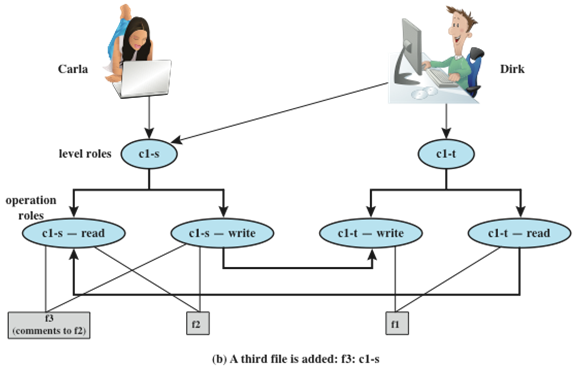 Carla
Dirk
level roles
c1-s
c1-t
operation
roles
c1-s — read
c1-s — write
c1-t — write
c1-t — read
f3
(comments to f2)
f2
f1
(b) A third file is added: f3: c1-s